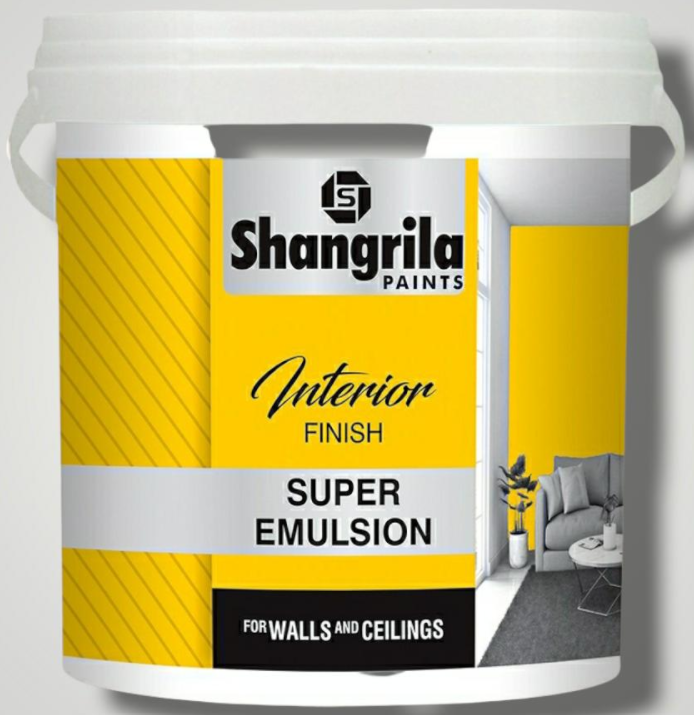 S
Shangrila
PAINTS
Interior
FINISH
SUPER
EMULSION
FOR WALLS AND CEILINGS